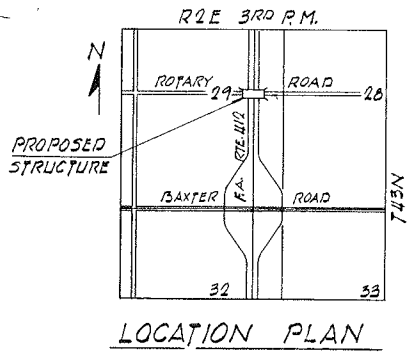 R2E 3RD P.M.
N
ROTARY 29 ROAD 28
PROPOSED
STRUCTURE
F.A. RTE. 412
T43N
BAXTER ROAD
32 33
LOCATION PLAN